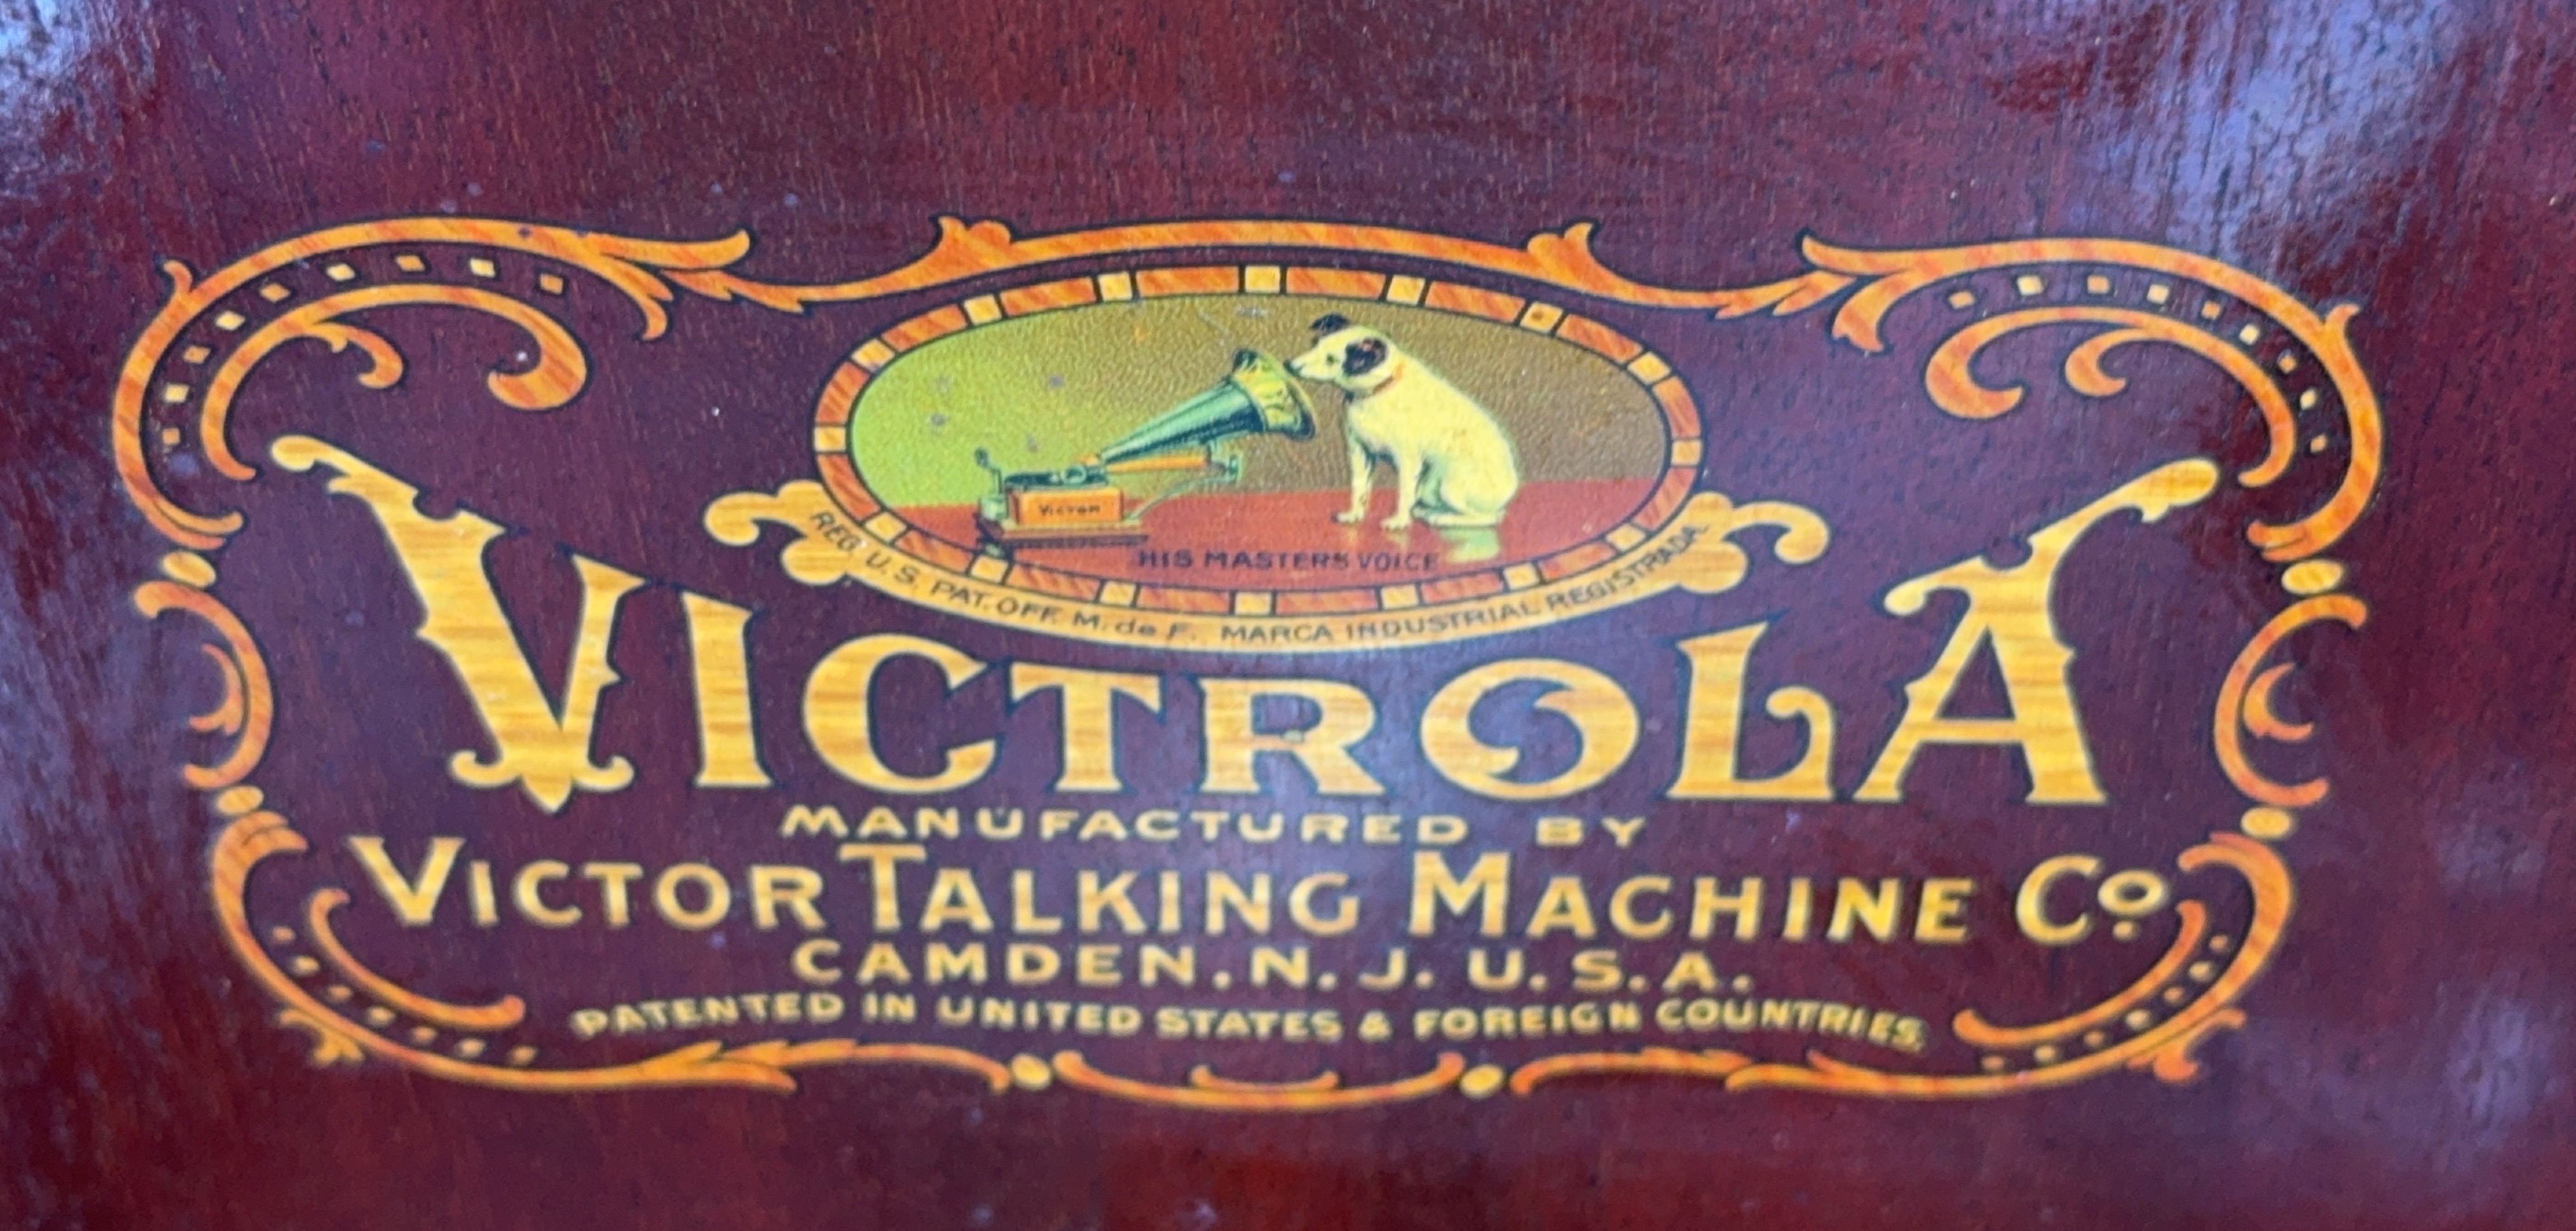 VICTOR
HIS MASTER'S VOICE
REG. U.S. PAT. OFF. M. de F. MARCA INDUSTRIAL REGISTRADA.
VICTROLA
MANUFACTURED BY
VICTOR TALKING MACHINE Co.
CAMDEN, N. J. U. S. A.
PATENTED IN UNITED STATES & FOREIGN COUNTRIES.